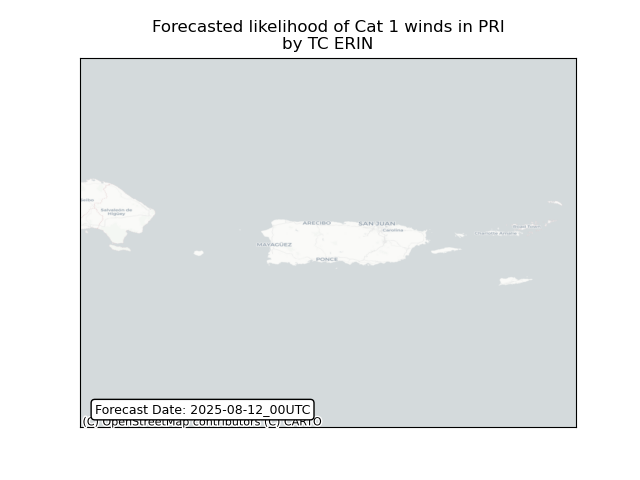 Forecasted likelihood of Cat 1 winds in PRI
by TC ERIN
Salvaleón de
Higüey
ARECIBO
SAN JUAN
Carolina
MAYAGÜEZ
PONCE
Forecast Date: 2025-08-12_00UTC
(C) OpenStreetMap contributors (C) CARTO